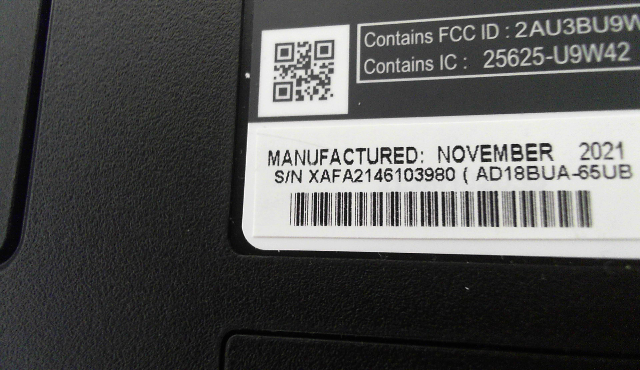 Contains FCC ID : 2AU3BU9W
Contains IC : 25625-U9W42
MANUFACTURED: NOVEMBER 2021
S/N XAFA2146103980 ( AD18BUA-65UB